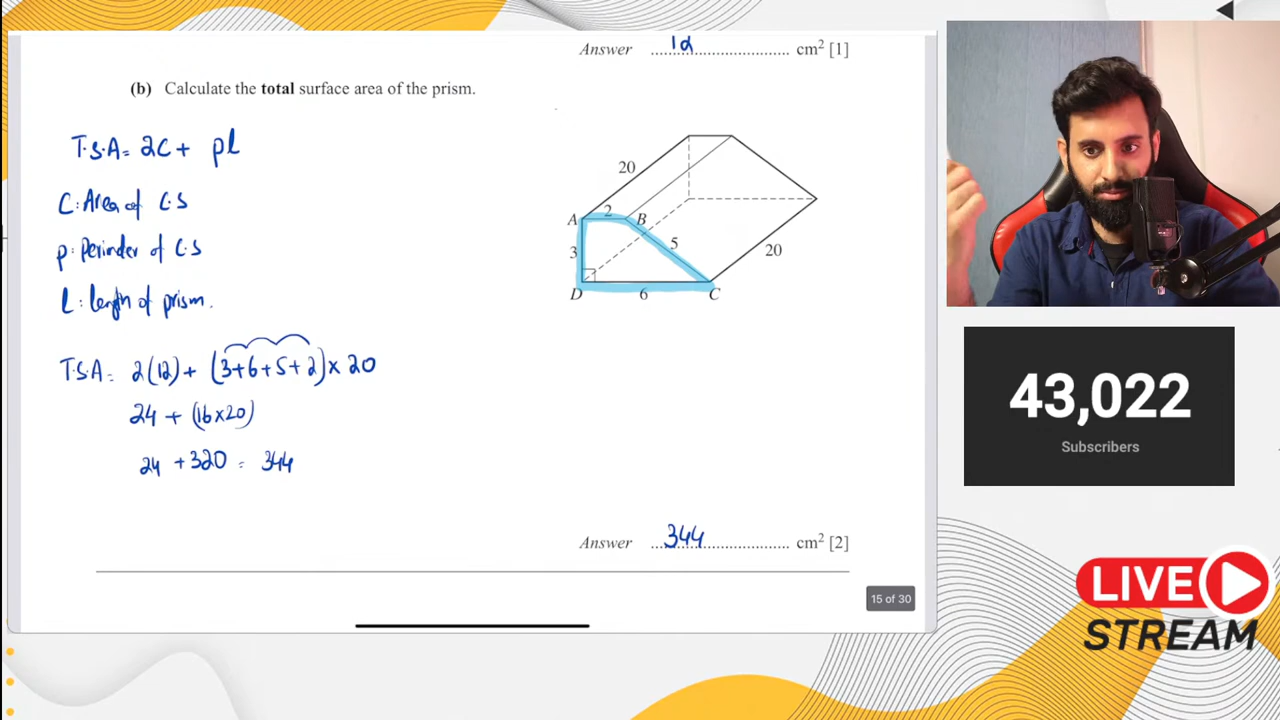 Answer ........12........ cm² [1]
(b) Calculate the total surface area of the prism.
T.S.A = 2C + pl
C: Area of C.S
p: Perimder of C.S
L: length of prism.
20
A 2 B
3 5
20
D 6 C
T.S.A = 2(12) + (3+6+5+2) × 20
24 + (16×20)
24 + 320 = 344
Answer ...344............... cm² [2]
15 of 30
43,022
Subscribers
LIVE
STREAM